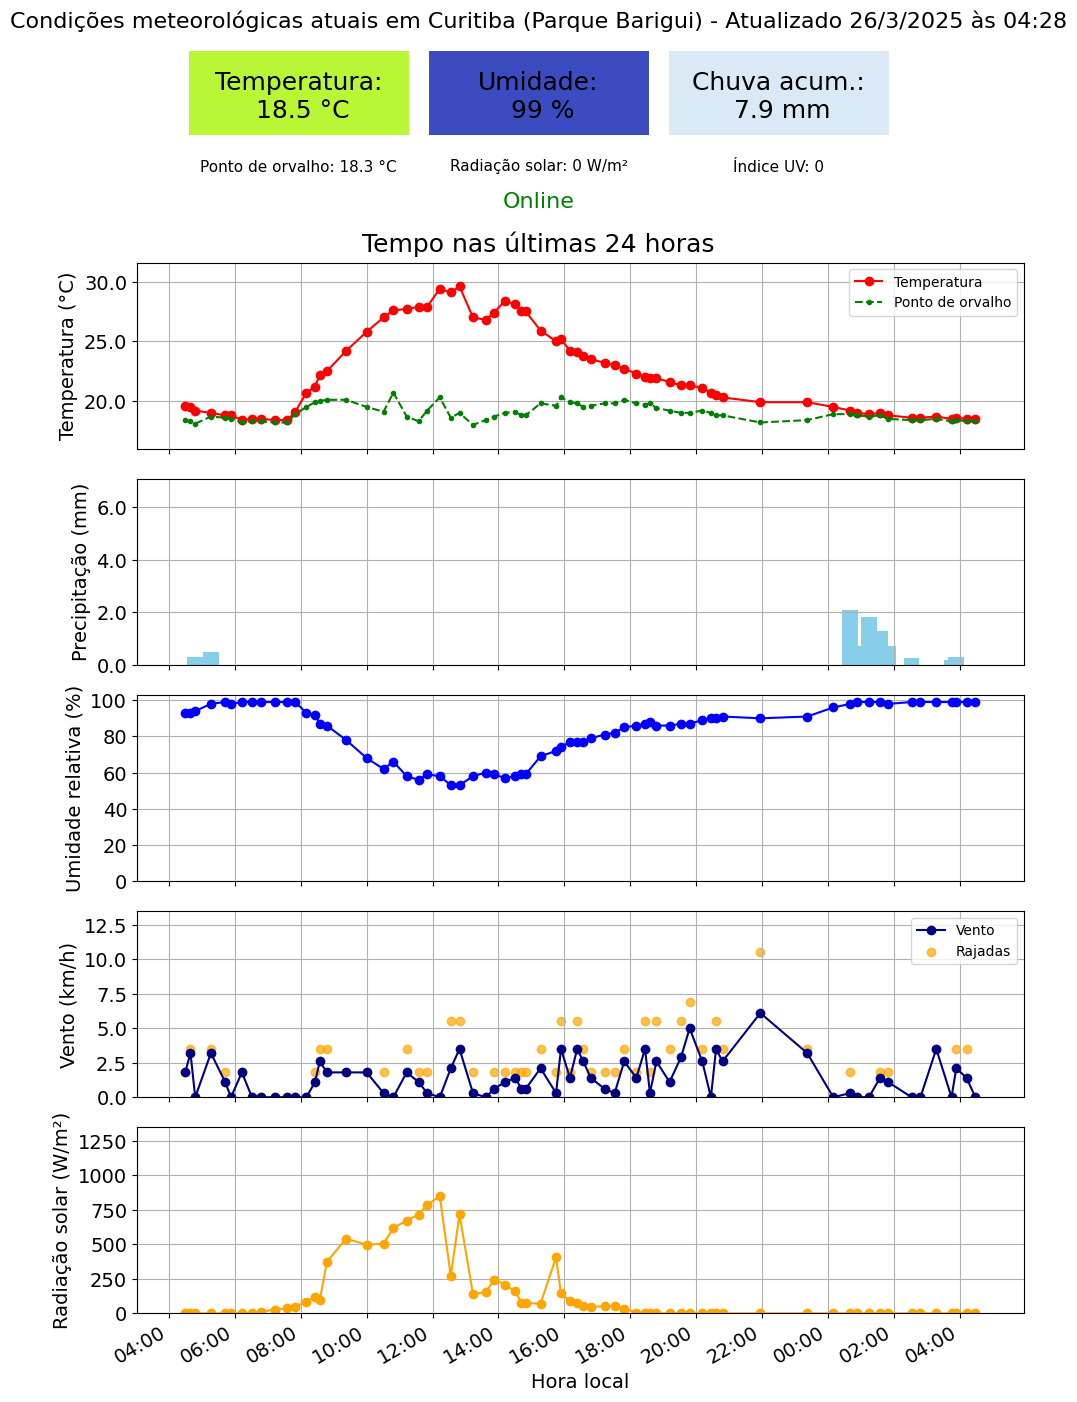 Condições meteorológicas atuais em Curitiba (Parque Barigui) - Atualizado 26/3/2025 às 04:28
Temperatura:
18.5 °C
Umidade:
99 %
Chuva acum.:
7.9 mm
Ponto de orvalho: 18.3 °C
Radiação solar: 0 W/m²
Índice UV: 0
Online
Tempo nas últimas 24 horas
Temperatura (°C)
30.0
25.0
20.0
Temperatura
Ponto de orvalho
Precipitação (mm)
6.0
4.0
2.0
0.0
Umidade relativa (%)
100
80
60
40
20
0
Vento (km/h)
12.5
10.0
7.5
5.0
2.5
0.0
Vento
Rajadas
Radiação solar (W/m²)
1250
1000
750
500
250
0
04:00 06:00 08:00 10:00 12:00 14:00 16:00 18:00 20:00 22:00 00:00 02:00 04:00
Hora local